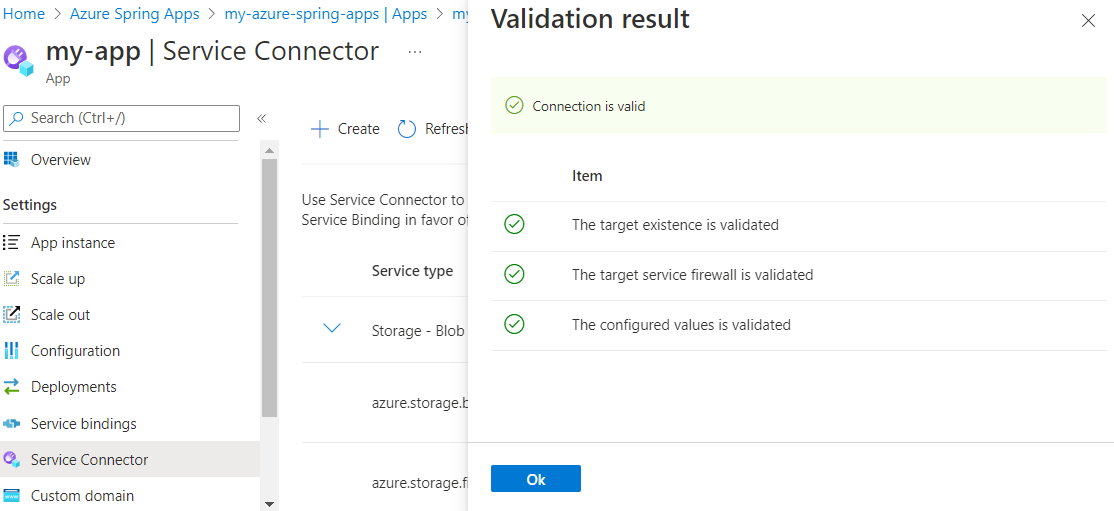 Home > Azure Spring Apps > my-azure-spring-apps | Apps >
my-app | Service Connector ...
App
Search (Ctrl+/)
«
Overview
Settings
App instance
Scale up
Scale out
Configuration
Deployments
Service bindings
Service Connector
Custom domain
Create
Use Service Connector to
Service Binding in favor
Service type
Storage - Blob
azure.storage.
azure.storage.
Validation result
Connection is valid
Item
The target existence is validated
The target service firewall is validated
The configured values is validated
Ok